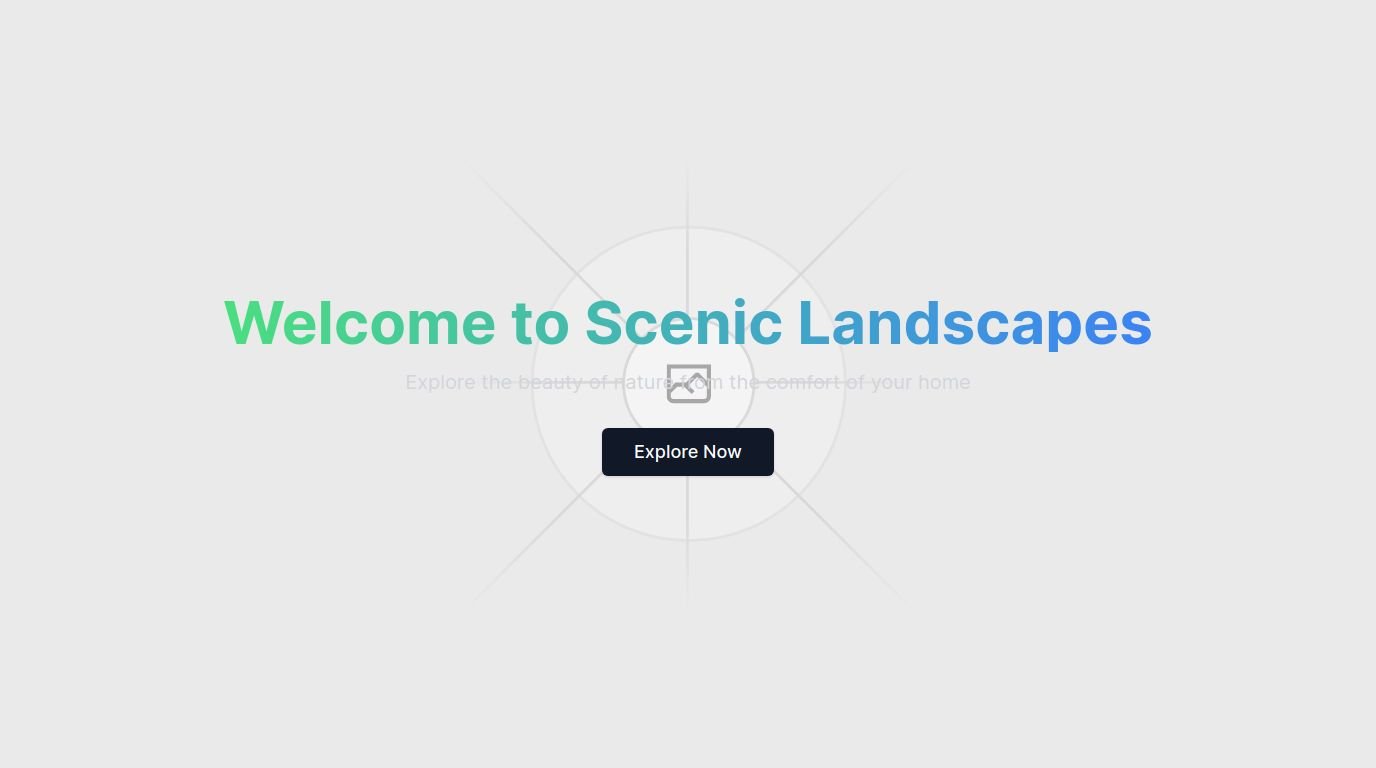 Welcome to Scenic Landscapes
Explore the beauty of nature from the comfort of your home
Explore Now